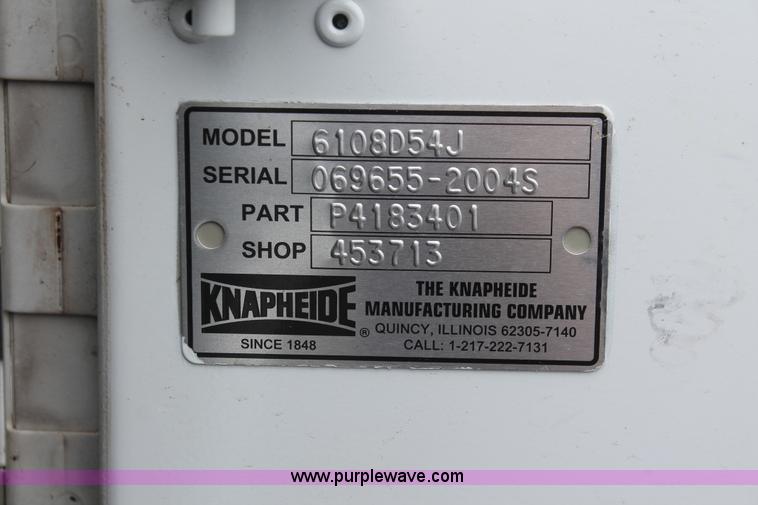 MODEL 6108D54J
SERIAL 069655-2004S
PART P4183401
SHOP 453713
KNAPHEIDE ®
SINCE 1848
THE KNAPHEIDE
MANUFACTURING COMPANY
QUINCY, ILLINOIS 62305-7140
CALL: 1-217-222-7131
www.purplewave.com